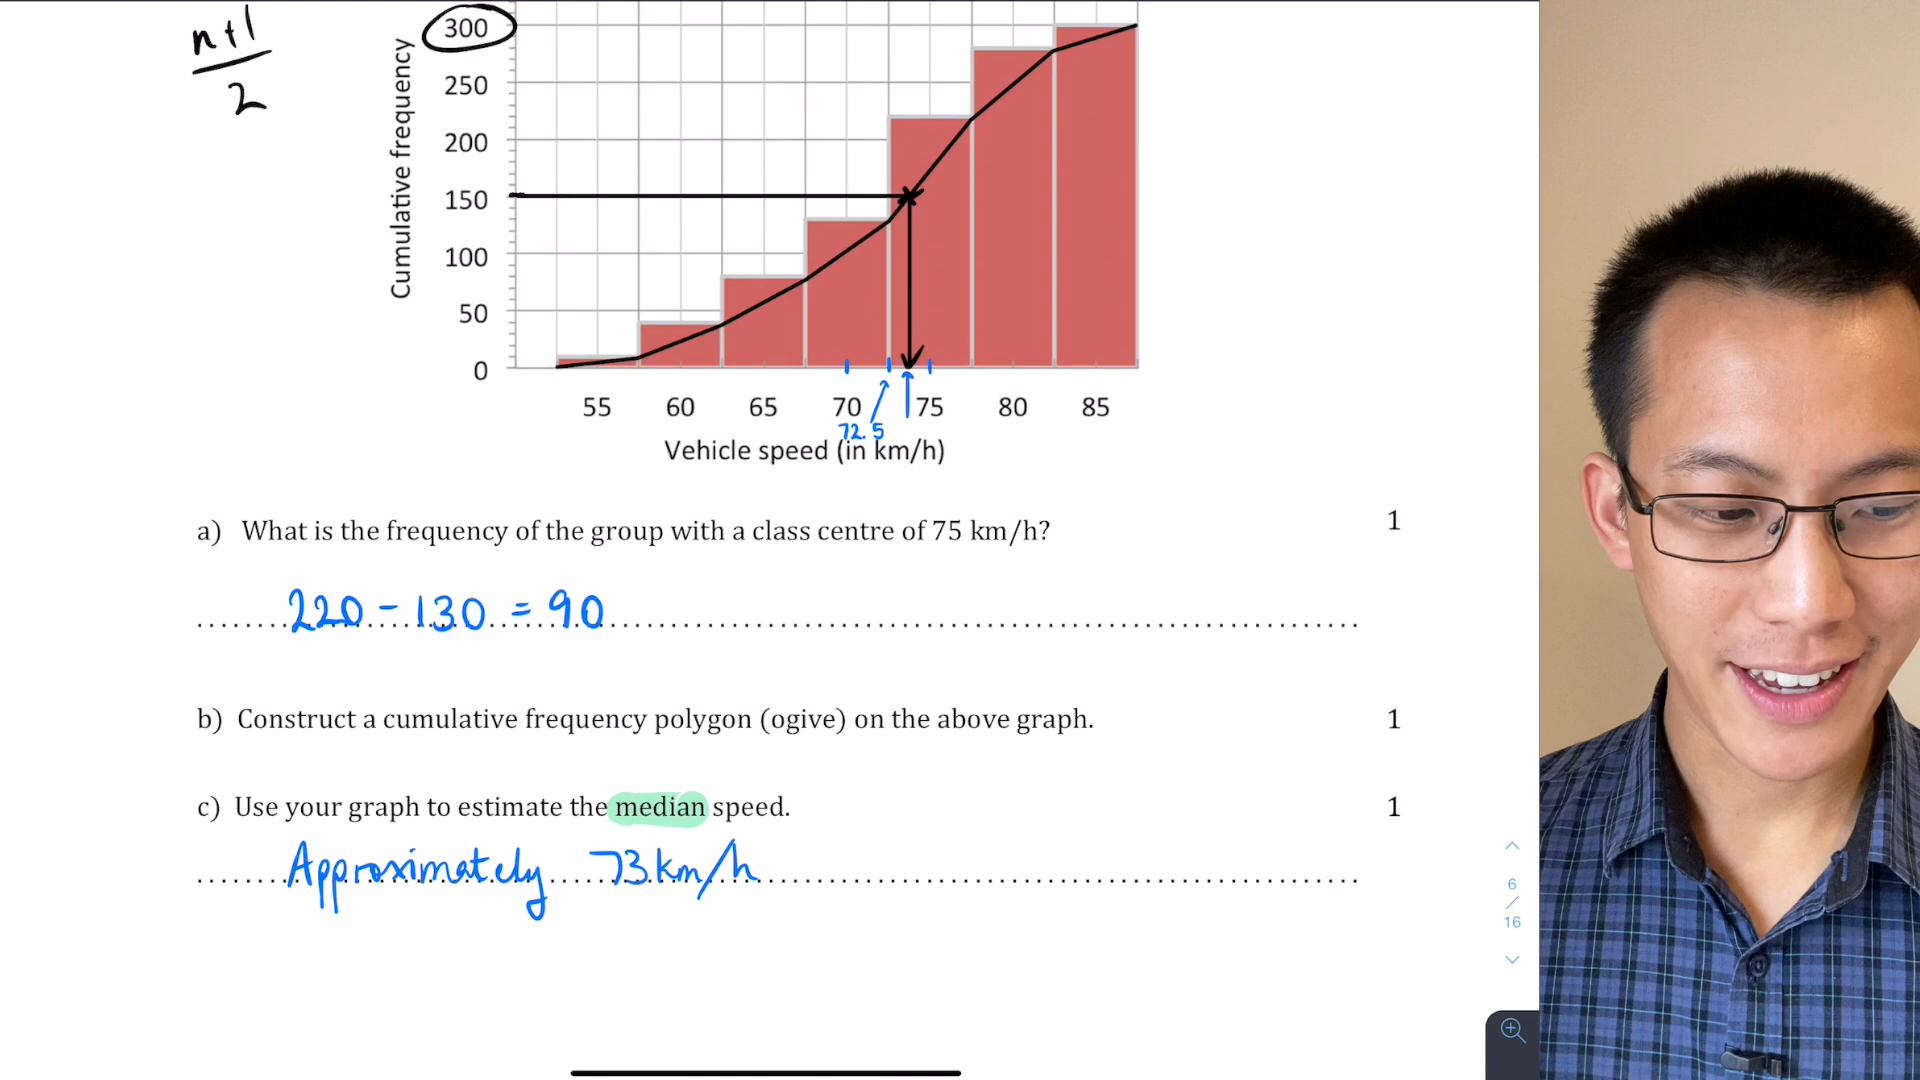 n+1
2
300
250
200
150
100
50
0
Cumulative frequency
55 60 65 70 75 80 85
72.5
Vehicle speed (in km/h)
a) What is the frequency of the group with a class centre of 75 km/h? 1
220 - 130 = 90
b) Construct a cumulative frequency polygon (ogive) on the above graph. 1
c) Use your graph to estimate the median speed. 1
Approximately 73 km/h
6
/
16